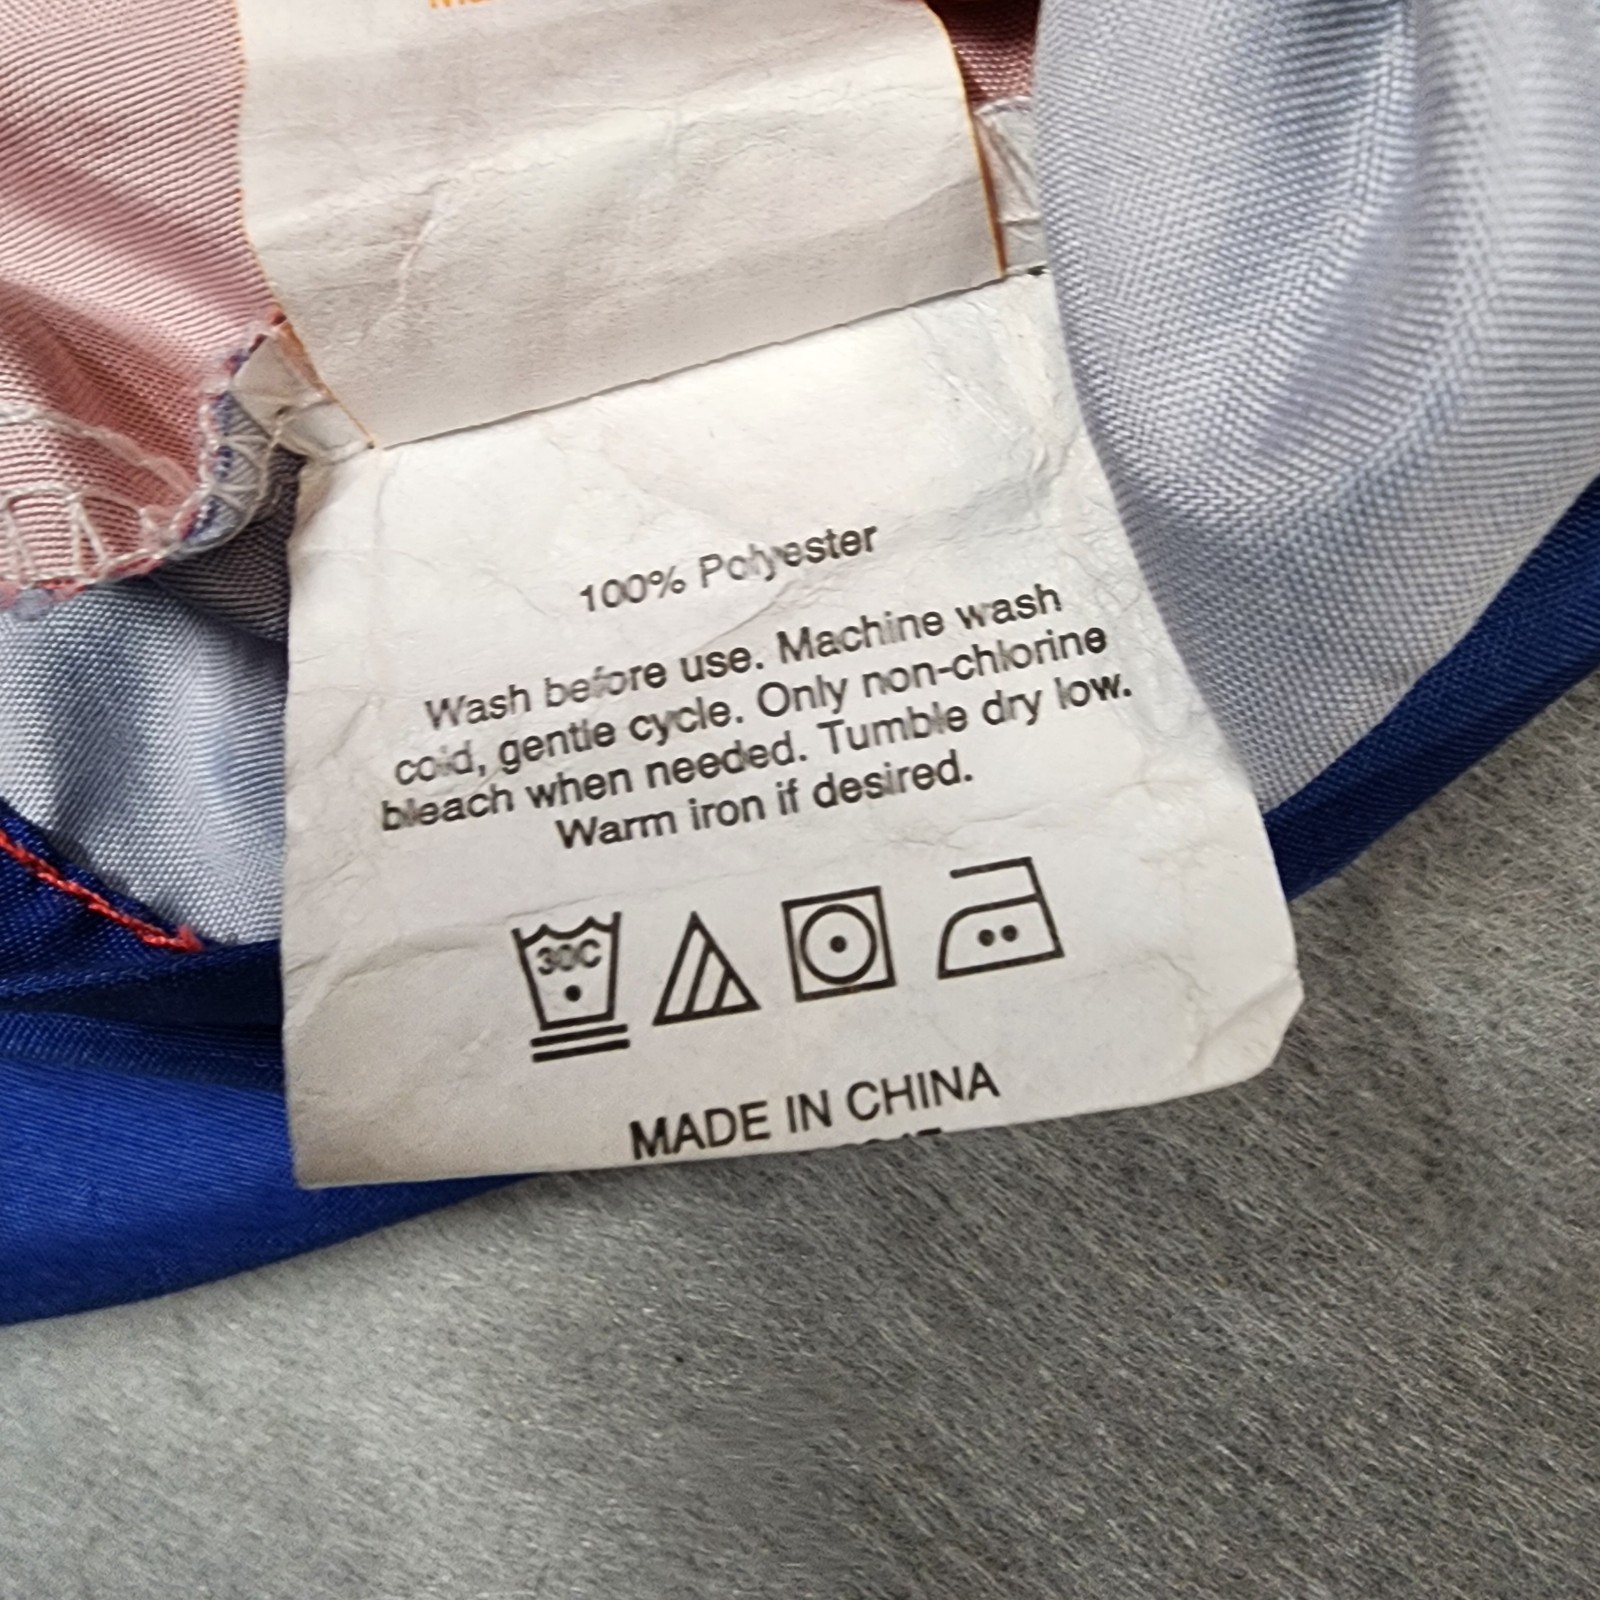 100% Polyester
Wash before use. Machine wash
cold, gentle cycle. Only non-chlorine
bleach when needed. Tumble dry low.
Warm iron if desired.
30C
MADE IN CHINA